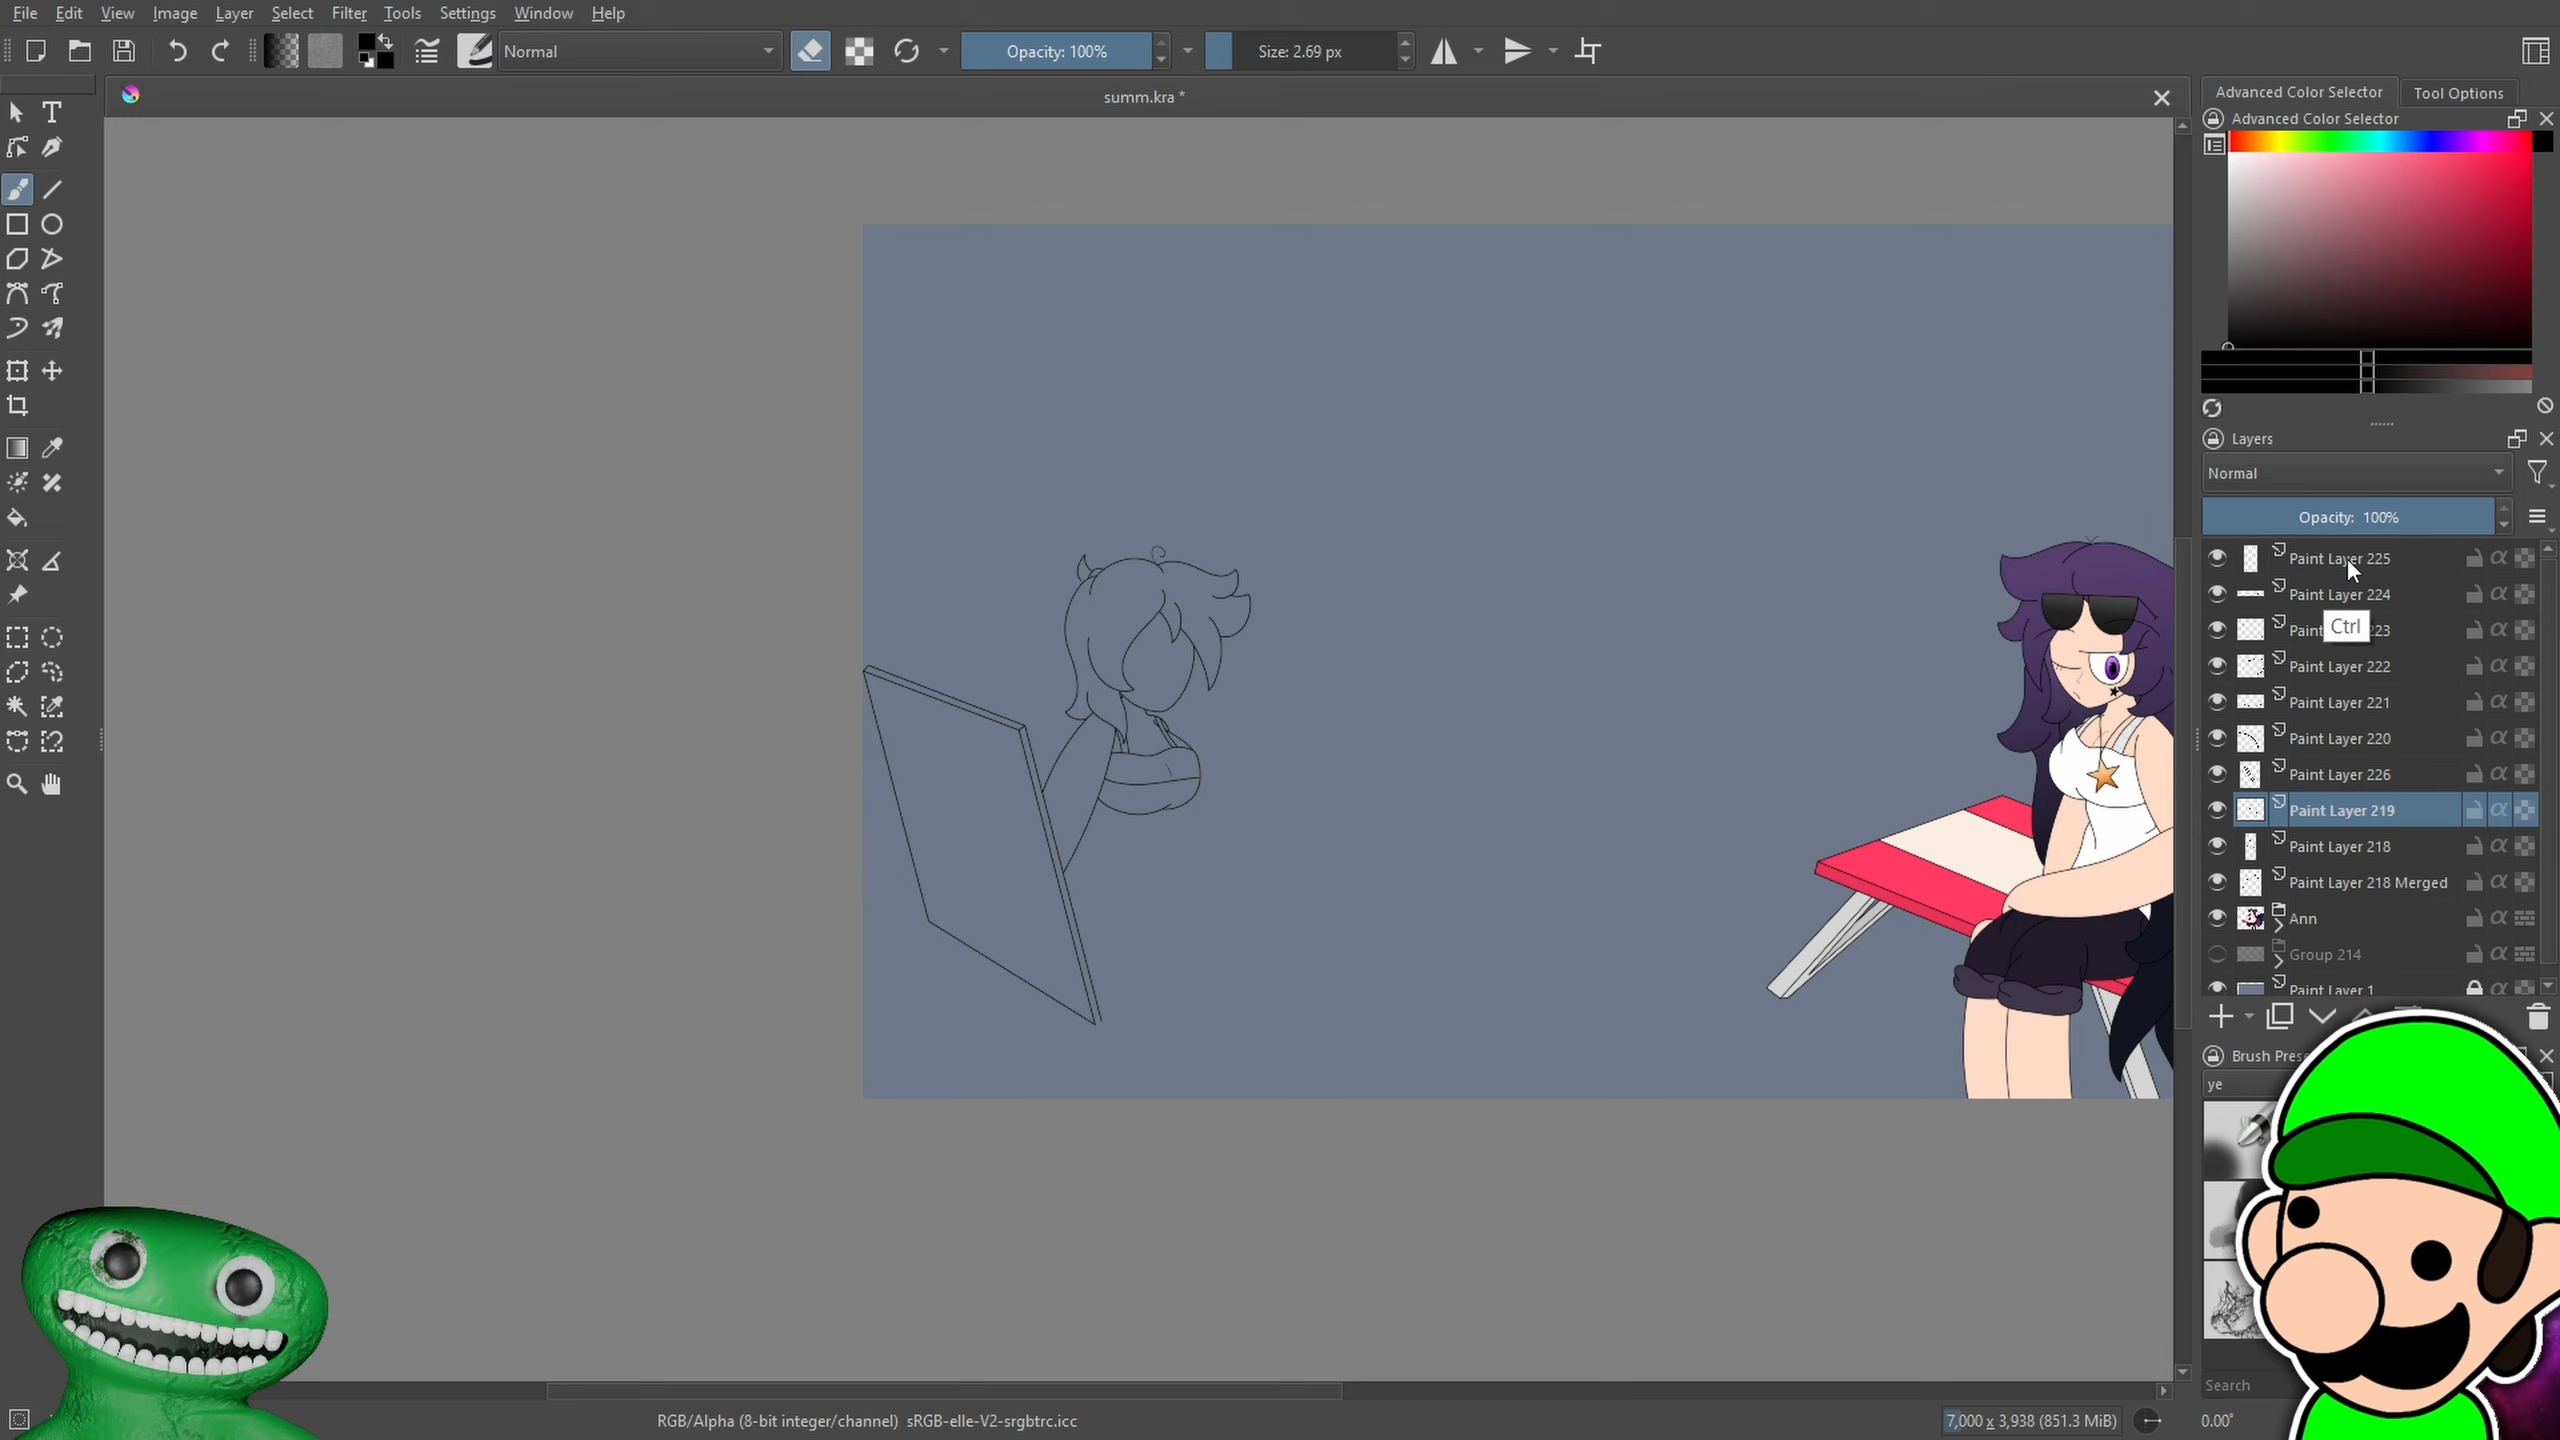 File Edit View Image Layer Select Filter Tools Settings Window Help
Normal
Opacity: 100%
Size: 2.69 px
summ.kra *
Advanced Color Selector
Tool Options
Advanced Color Selector
Layers
Normal
Opacity: 100%
Paint Layer 225
Paint Layer 224
Paint 223
Ctrl
Paint Layer 222
Paint Layer 221
Paint Layer 220
Paint Layer 226
Paint Layer 219
Paint Layer 218
Paint Layer 218 Merged
Ann
Group 214
Paint Layer 1
Brush Prese
ye
Search
RGB/Alpha (8-bit integer/channel) sRGB-elle-V2-srgbtrc.icc
7,000 x 3,938 (851.3 MiB)
0.00°